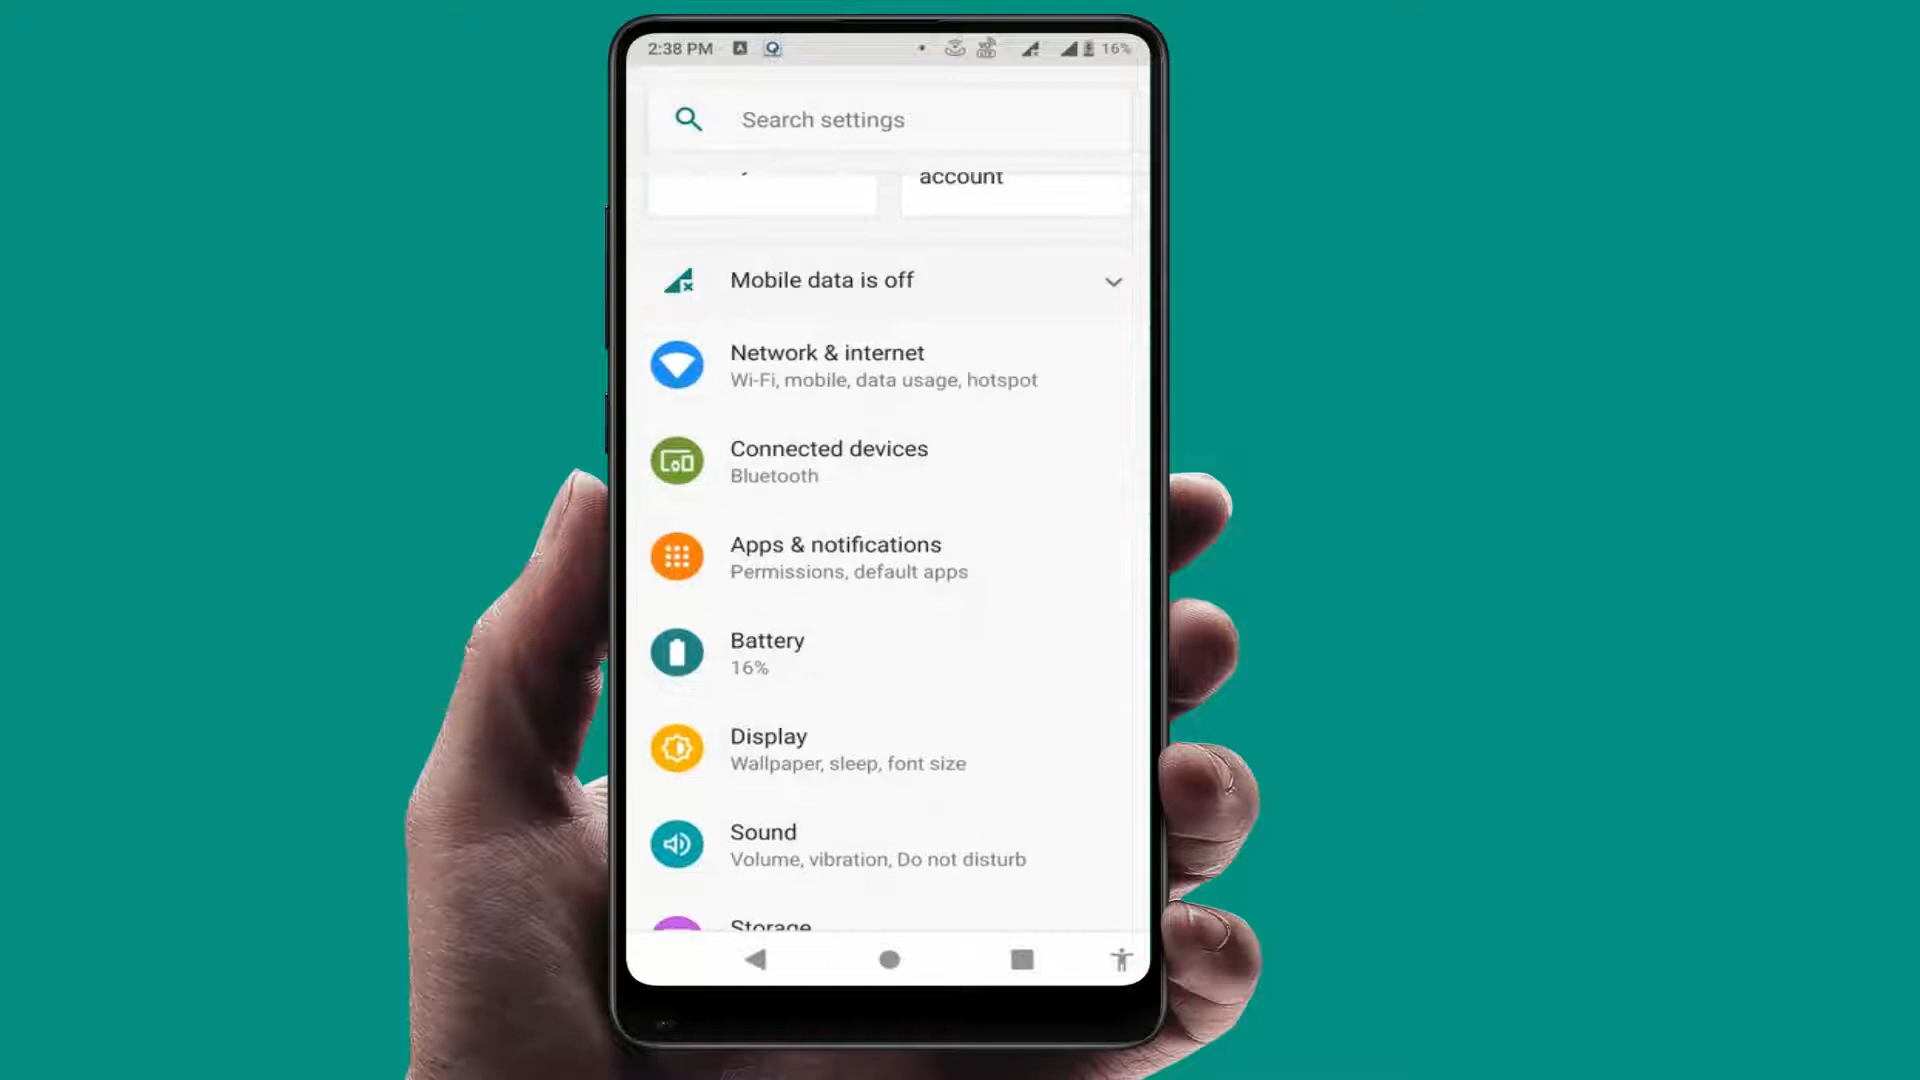 2:38 PM 16%
Search settings
account
Mobile data is off
Network & internet
Wi-Fi, mobile, data usage, hotspot
Connected devices
Bluetooth
Apps & notifications
Permissions, default apps
Battery
16%
Display
Wallpaper, sleep, font size
Sound
Volume, vibration, Do not disturb
Storage